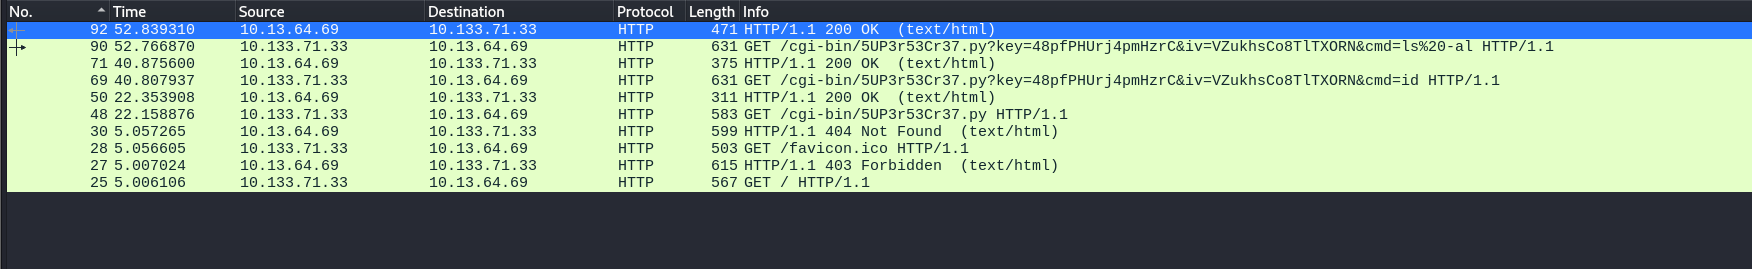 No. Time Source Destination Protocol Length Info
92 52.839310 10.13.64.69 10.133.71.33 HTTP 471 HTTP/1.1 200 OK (text/html)
90 52.766870 10.133.71.33 10.13.64.69 HTTP 631 GET /cgi-bin/5UP3r53Cr37.py?key=48pfPHUrj4pmHzrC&iv=VZukhsCo8TlTXORN&cmd=ls%20-al HTTP/1.1
71 40.875600 10.13.64.69 10.133.71.33 HTTP 375 HTTP/1.1 200 OK (text/html)
69 40.807937 10.133.71.33 10.13.64.69 HTTP 631 GET /cgi-bin/5UP3r53Cr37.py?key=48pfPHUrj4pmHzrC&iv=VZukhsCo8TlTXORN&cmd=id HTTP/1.1
50 22.353908 10.13.64.69 10.133.71.33 HTTP 311 HTTP/1.1 200 OK (text/html)
48 22.158876 10.133.71.33 10.13.64.69 HTTP 583 GET /cgi-bin/5UP3r53Cr37.py HTTP/1.1
30 5.057265 10.13.64.69 10.133.71.33 HTTP 599 HTTP/1.1 404 Not Found (text/html)
28 5.056605 10.133.71.33 10.13.64.69 HTTP 503 GET /favicon.ico HTTP/1.1
27 5.007024 10.13.64.69 10.133.71.33 HTTP 615 HTTP/1.1 403 Forbidden (text/html)
25 5.006106 10.133.71.33 10.13.64.69 HTTP 567 GET / HTTP/1.1